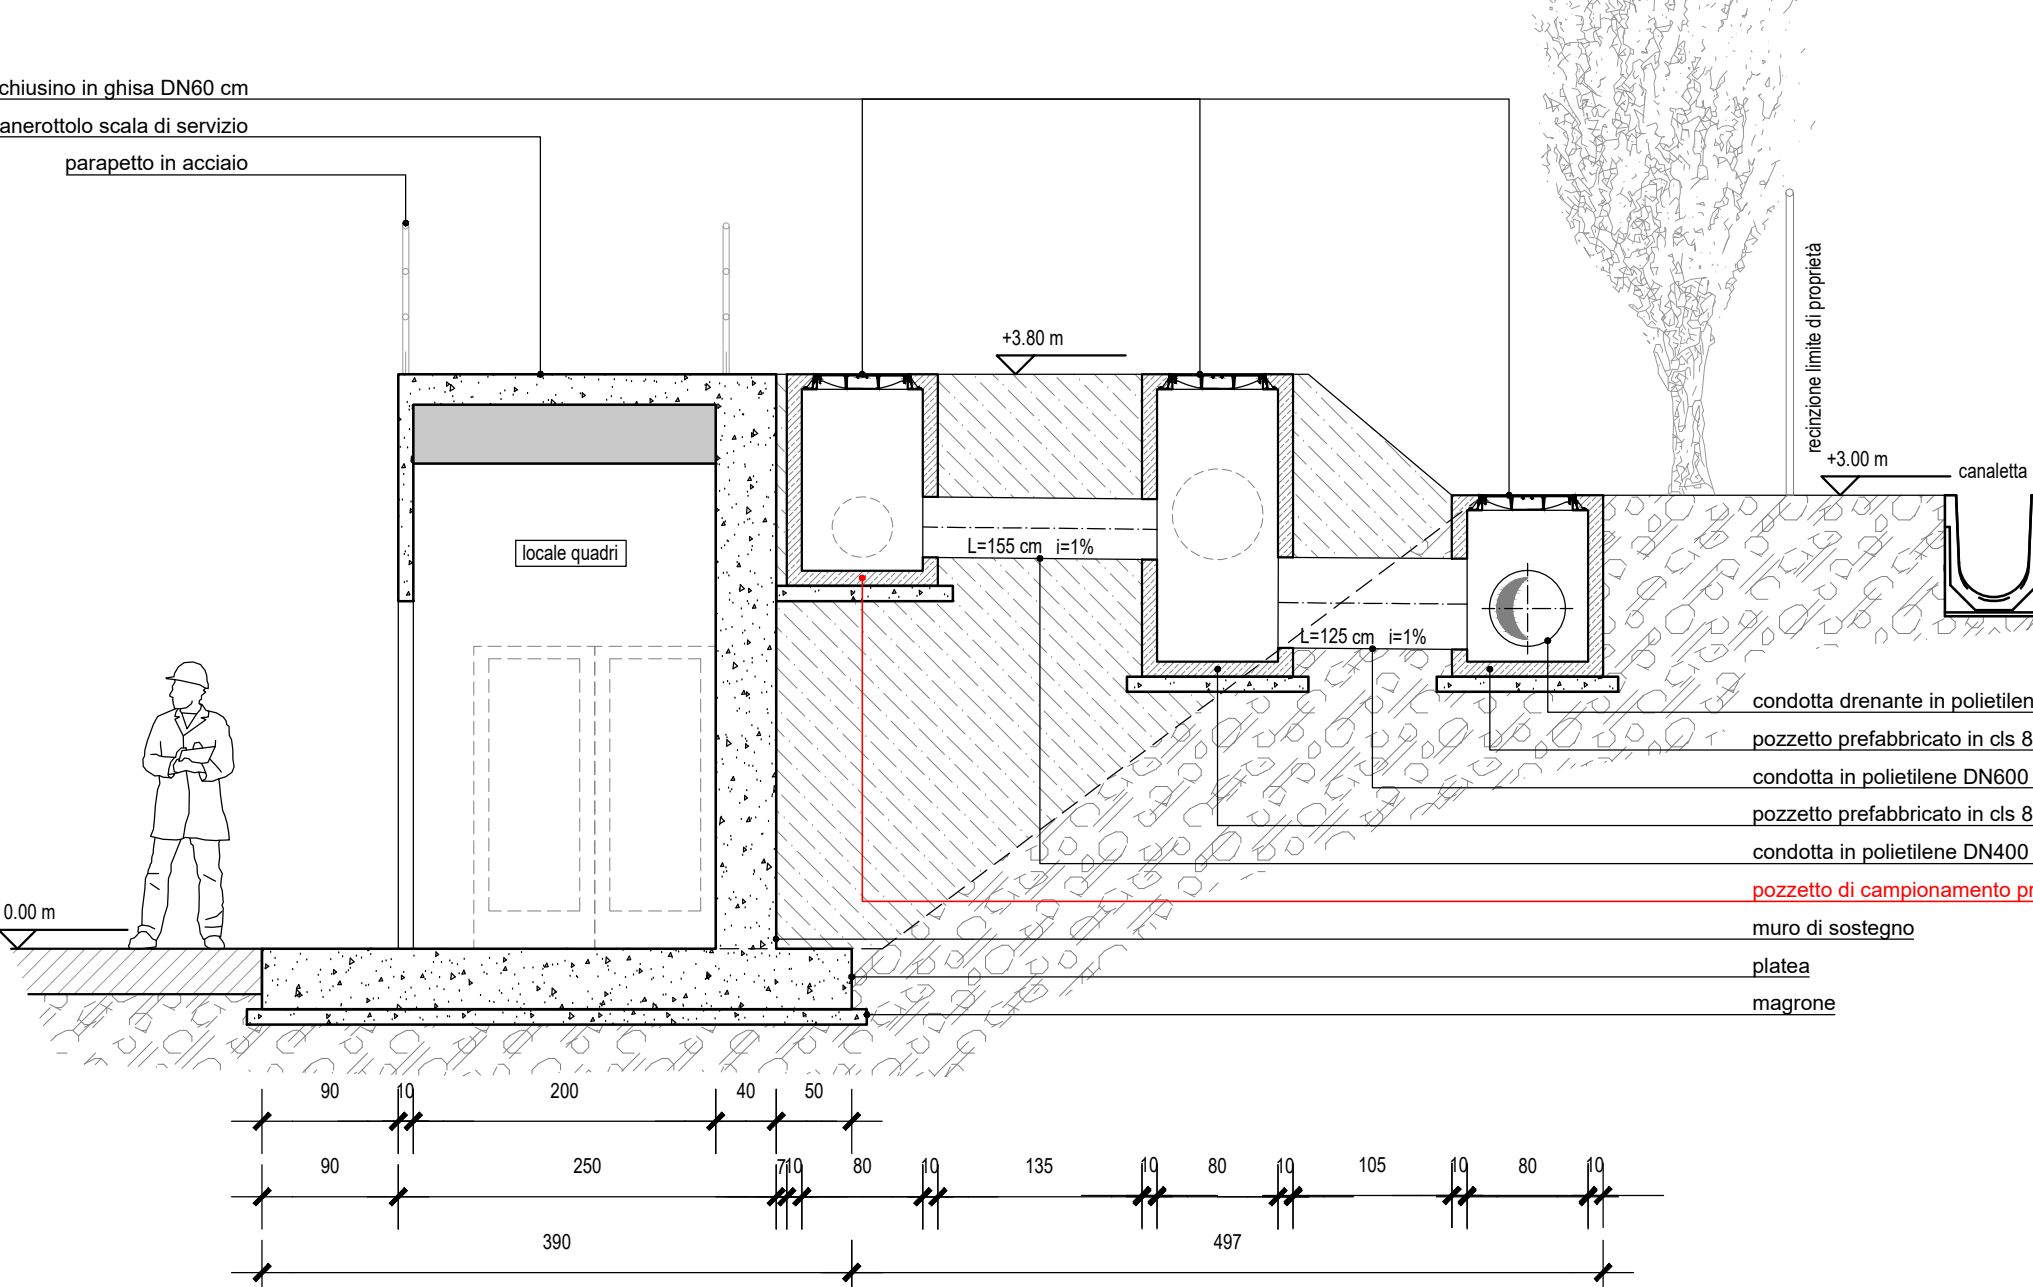 chiusino in ghisa DN60 cm
anerottolo scala di servizio
parapetto in acciaio
+3.80 m
recinzione limite di proprietà
+3.00 m
canaletta
locale quadri
L=155 cm i=1%
L=125 cm i=1%
condotta drenante in polietilen
pozzetto prefabbricato in cls 8
condotta in polietilene DN600
pozzetto prefabbricato in cls 8
condotta in polietilene DN400
pozzetto di campionamento pr
0.00 m
muro di sostegno
platea
magrone
90 10 200 40 50
90 250 7 10 80 10 135 10 80 10 105 10 80 10
390 497